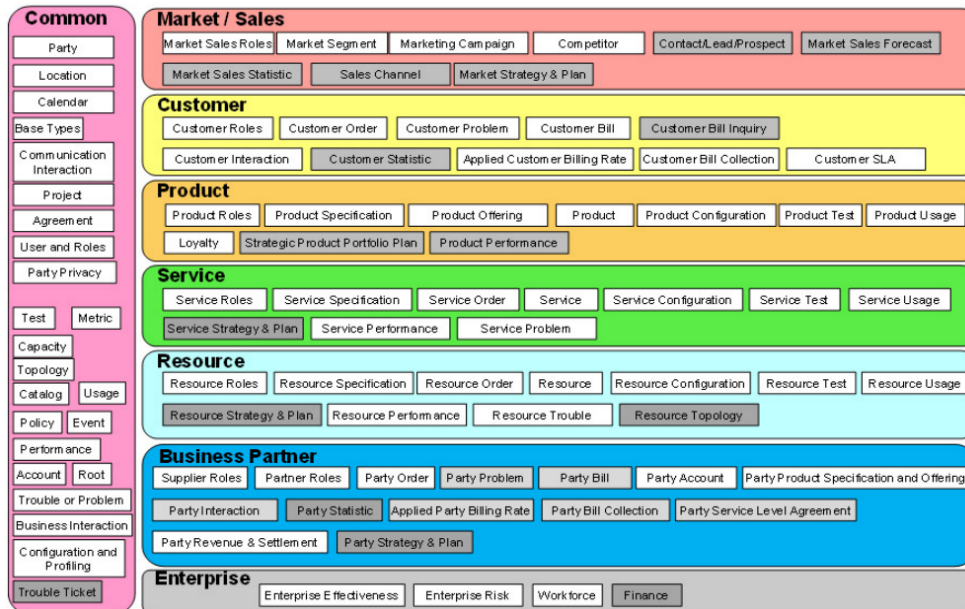 Common
Party
Location
Calendar
Base Types
Communication
Interaction
Project
Agreement
User and Roles
Party Privacy
Test Metric
Capacity
Topology
Catalog Usage
Policy Event
Performance
Account Root
Trouble or Problem
Business Interaction
Configuration and
Profiling
Trouble Ticket
Market / Sales
Market Sales Roles Market Segment Marketing Campaign Competitor Contact/Lead/Prospect Market Sales Forecast
Market Sales Statistic Sales Channel Market Strategy & Plan
Customer
Customer Roles Customer Order Customer Problem Customer Bill Customer Bill Inquiry
Customer Interaction Customer Statistic Applied Customer Billing Rate Customer Bill Collection Customer SLA
Product
Product Roles Product Specification Product Offering Product Product Configuration Product Test Product Usage
Loyalty Strategic Product Portfolio Plan Product Performance
Service
Service Roles Service Specification Service Order Service Service Configuration Service Test Service Usage
Service Strategy & Plan Service Performance Service Problem
Resource
Resource Roles Resource Specification Resource Order Resource Resource Configuration Resource Test Resource Usage
Resource Strategy & Plan Resource Performance Resource Trouble Resource Topology
Business Partner
Supplier Roles Partner Roles Party Order Party Problem Party Bill Party Account Party Product Specification and Offering
Party Interaction Party Statistic Applied Party Billing Rate Party Bill Collection Party Service Level Agreement
Party Revenue & Settlement Party Strategy & Plan
Enterprise
Enterprise Effectiveness Enterprise Risk Workforce Finance